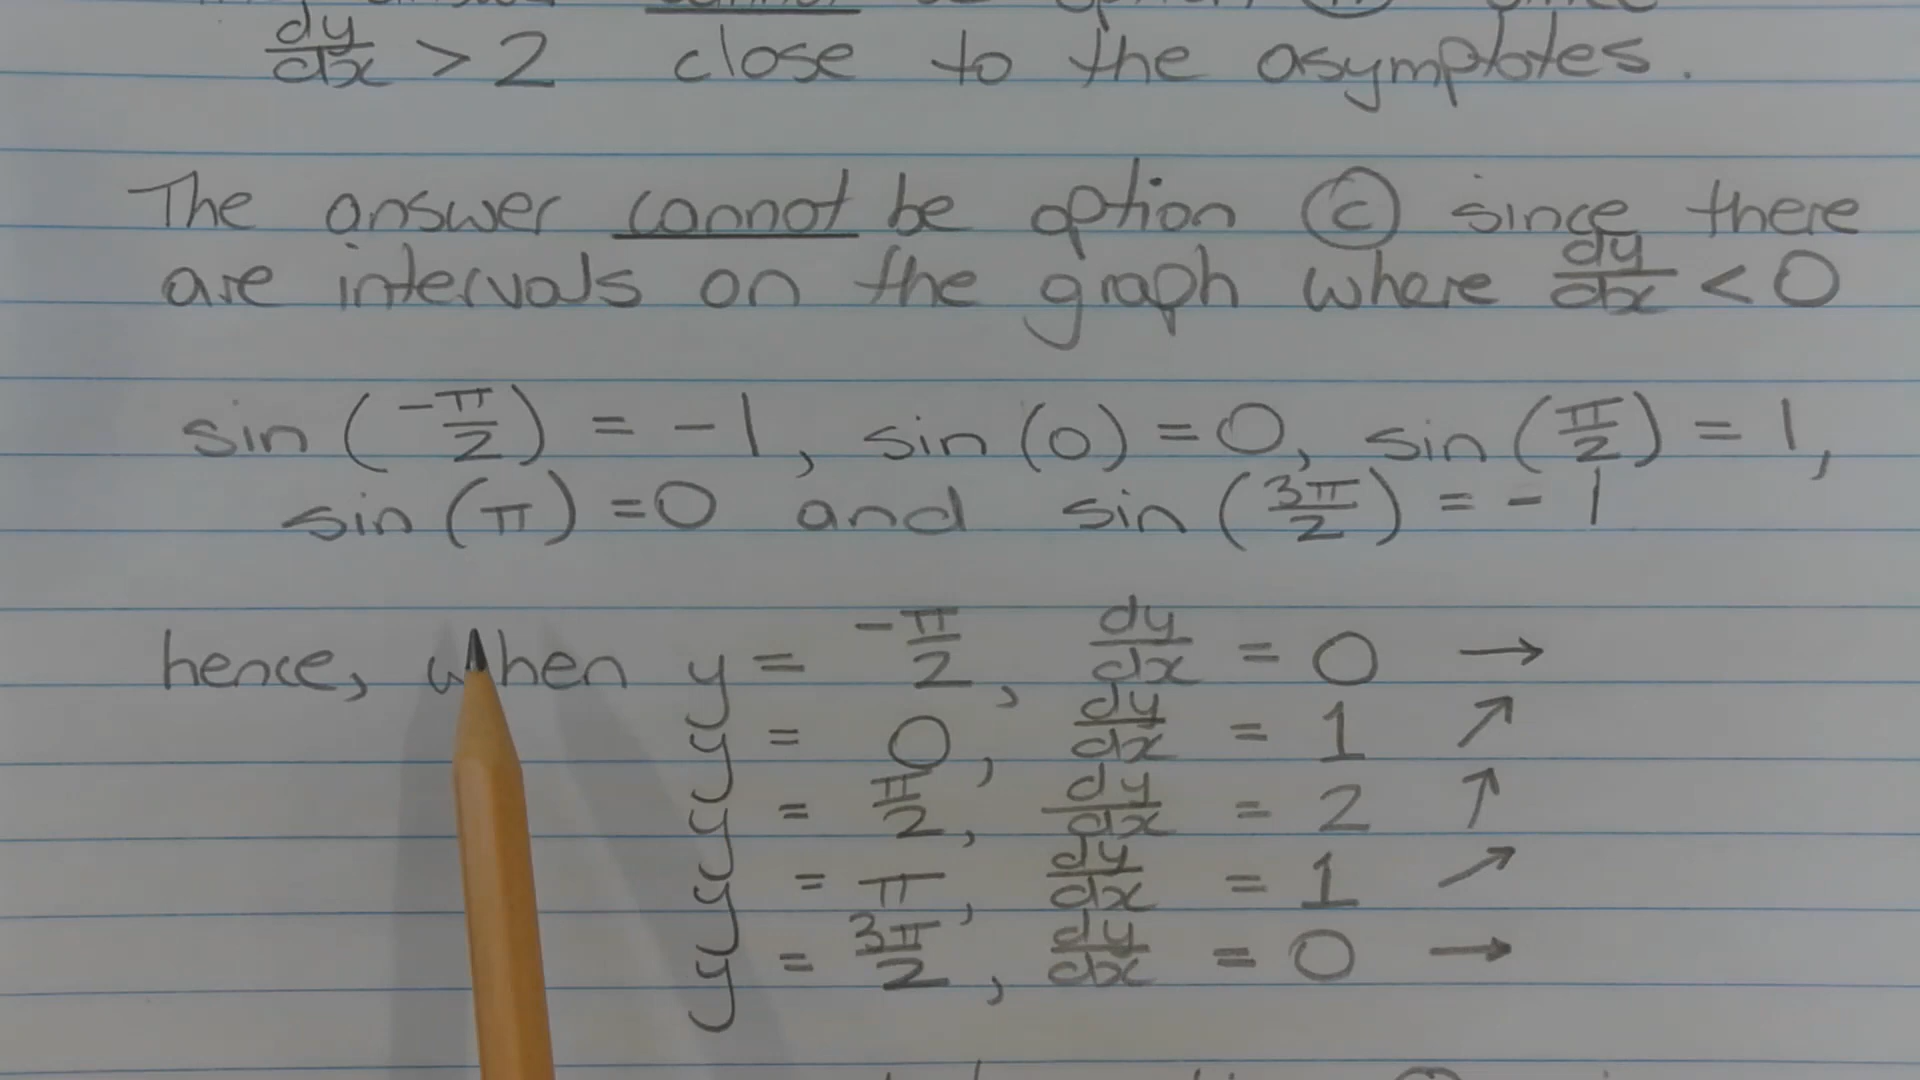 dy/dx > 2 close to the asymptotes.
The answer cannot be option (c) since there
are intervals on the graph where dy/dx < 0
sin (-π/2) = -1, sin (0) = 0, sin (π/2) = 1,
sin (π) = 0 and sin (3π/2) = -1
hence, when y = -π/2, dy/dx = 0 →
y = 0, dy/dx = 1 ↗
y = π/2, dy/dx = 2 ↑
y = π, dy/dx = 1 ↗
y = 3π/2, dy/dx = 0 →